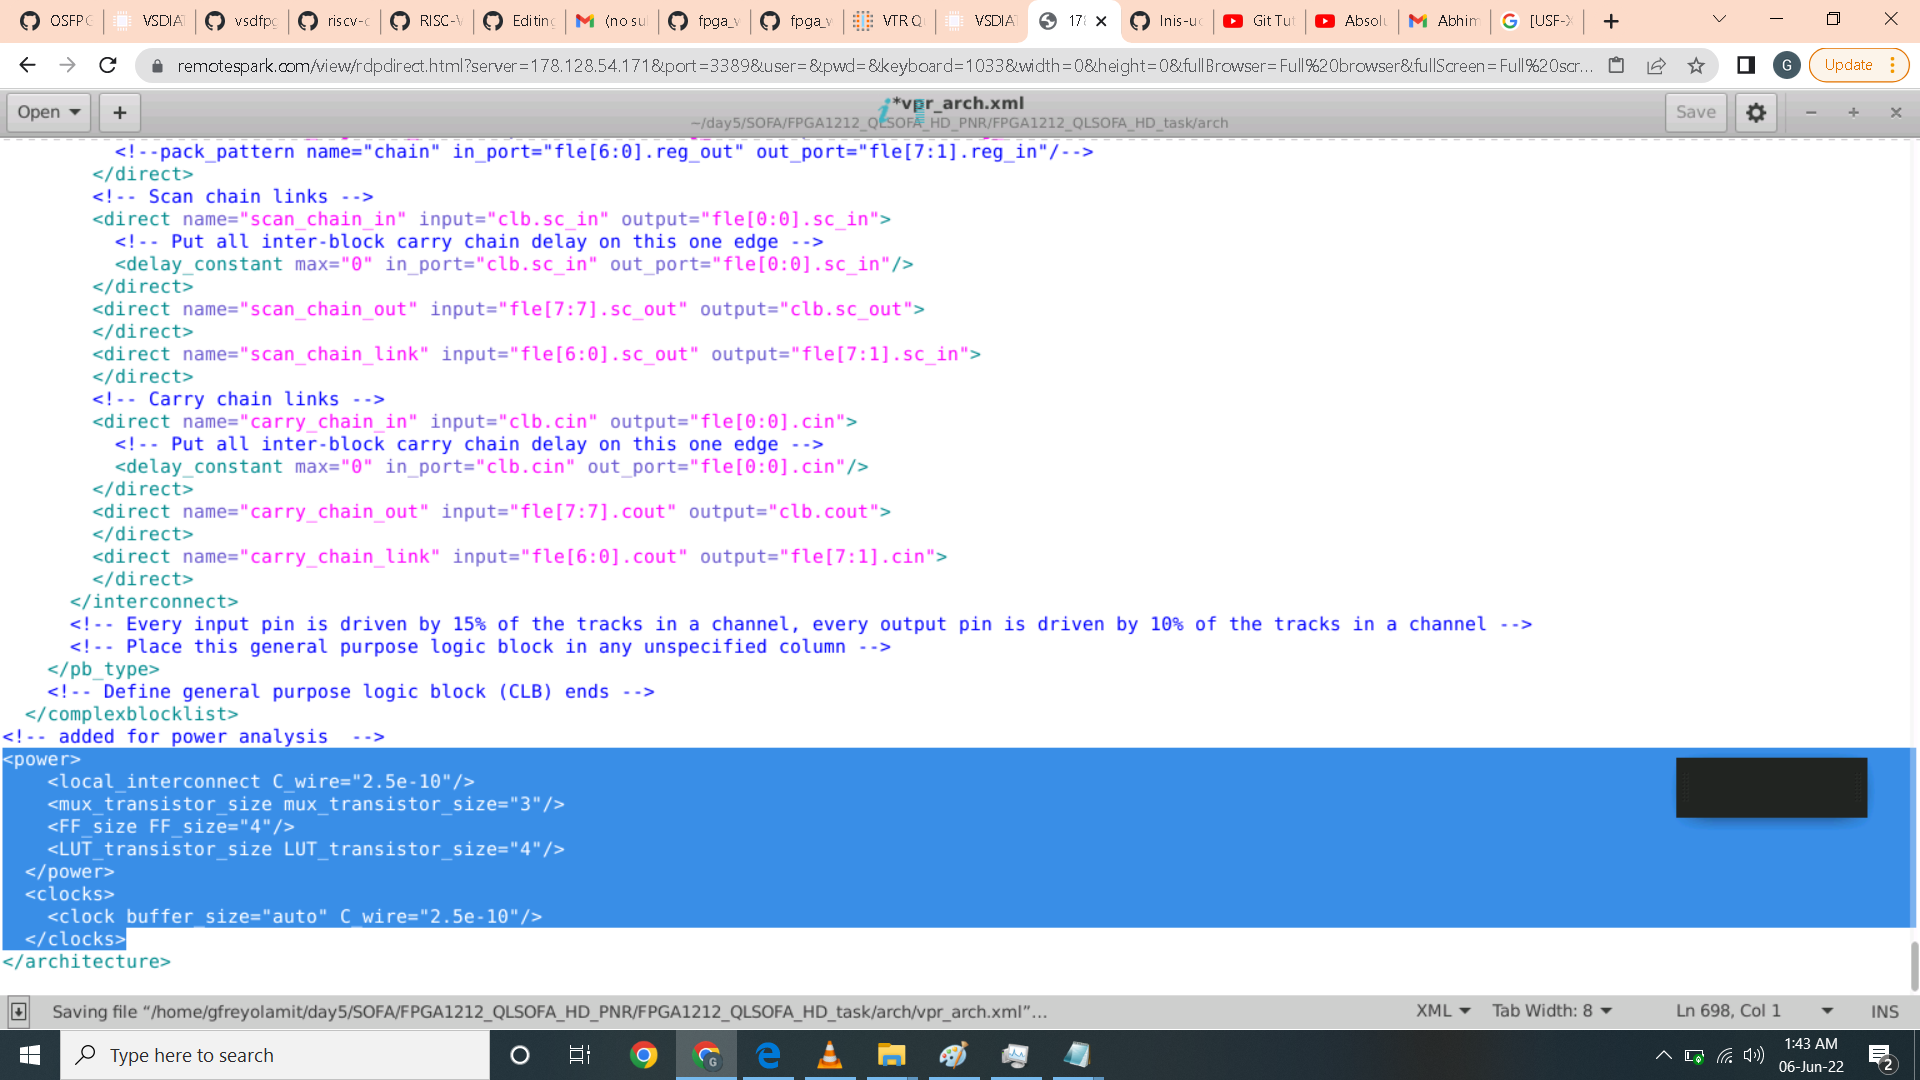 OSFPG
VSDIAT
vsdfpg
riscv-c
RISC-V
Editing
(no su
fpga_v
fpga_v
VTR Q
VSDIAT
178
Inis-uc
Git Tut
Absolu
Abhim
[USF-X
remotespark.com/view/rdpdirect.html?server=178.128.54.171&port=3389&user=&pwd=&keyboard=1033&width=0&height=0&fullBrowser=Full%20browser&fullScreen=Full%20scr...
G
Update
Open
*vpr_arch.xml
~/day5/SOFA/FPGA1212_QLSOFA_HD_PNR/FPGA1212_QLSOFA_HD_task/arch
Save
<!--pack_pattern name="chain" in_port="fle[6:0].reg_out" out_port="fle[7:1].reg_in"/-->
</direct>
<!-- Scan chain links -->
<direct name="scan_chain_in" input="clb.sc_in" output="fle[0:0].sc_in">
<!-- Put all inter-block carry chain delay on this one edge -->
<delay_constant max="0" in_port="clb.sc_in" out_port="fle[0:0].sc_in"/>
</direct>
<direct name="scan_chain_out" input="fle[7:7].sc_out" output="clb.sc_out">
</direct>
<direct name="scan_chain_link" input="fle[6:0].sc_out" output="fle[7:1].sc_in">
</direct>
<!-- Carry chain links -->
<direct name="carry_chain_in" input="clb.cin" output="fle[0:0].cin">
<!-- Put all inter-block carry chain delay on this one edge -->
<delay_constant max="0" in_port="clb.cin" out_port="fle[0:0].cin"/>
</direct>
<direct name="carry_chain_out" input="fle[7:7].cout" output="clb.cout">
</direct>
<direct name="carry_chain_link" input="fle[6:0].cout" output="fle[7:1].cin">
</direct>
</interconnect>
<!-- Every input pin is driven by 15% of the tracks in a channel, every output pin is driven by 10% of the tracks in a channel -->
<!-- Place this general purpose logic block in any unspecified column -->
</pb_type>
<!-- Define general purpose logic block (CLB) ends -->
</complexblocklist>
<!-- added for power analysis  -->
<power>
<local_interconnect C_wire="2.5e-10"/>
<mux_transistor_size mux_transistor_size="3"/>
<FF_size FF_size="4"/>
<LUT_transistor_size LUT_transistor_size="4"/>
</power>
<clocks>
<clock buffer_size="auto" C_wire="2.5e-10"/>
</clocks>
</architecture>
Saving file “/home/gfreyolamit/day5/SOFA/FPGA1212_QLSOFA_HD_PNR/FPGA1212_QLSOFA_HD_task/arch/vpr_arch.xml”...
XML
Tab Width: 8
Ln 698, Col 1
INS
Type here to search
1:43 AM
06-Jun-22
2